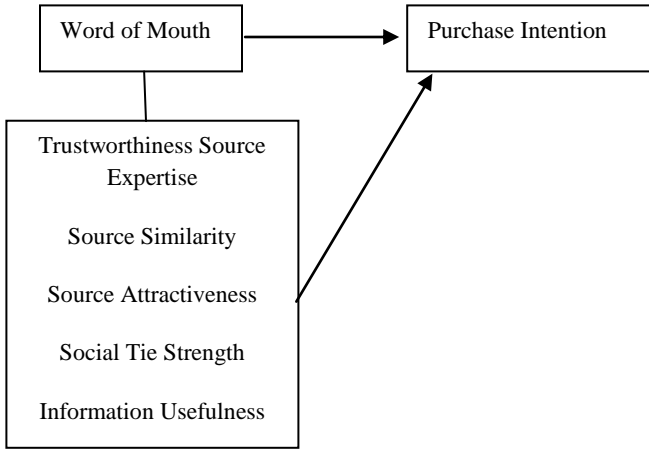 Word of Mouth
Purchase Intention
Trustworthiness Source
Expertise
Source Similarity
Source Attractiveness
Social Tie Strength
Information Usefulness